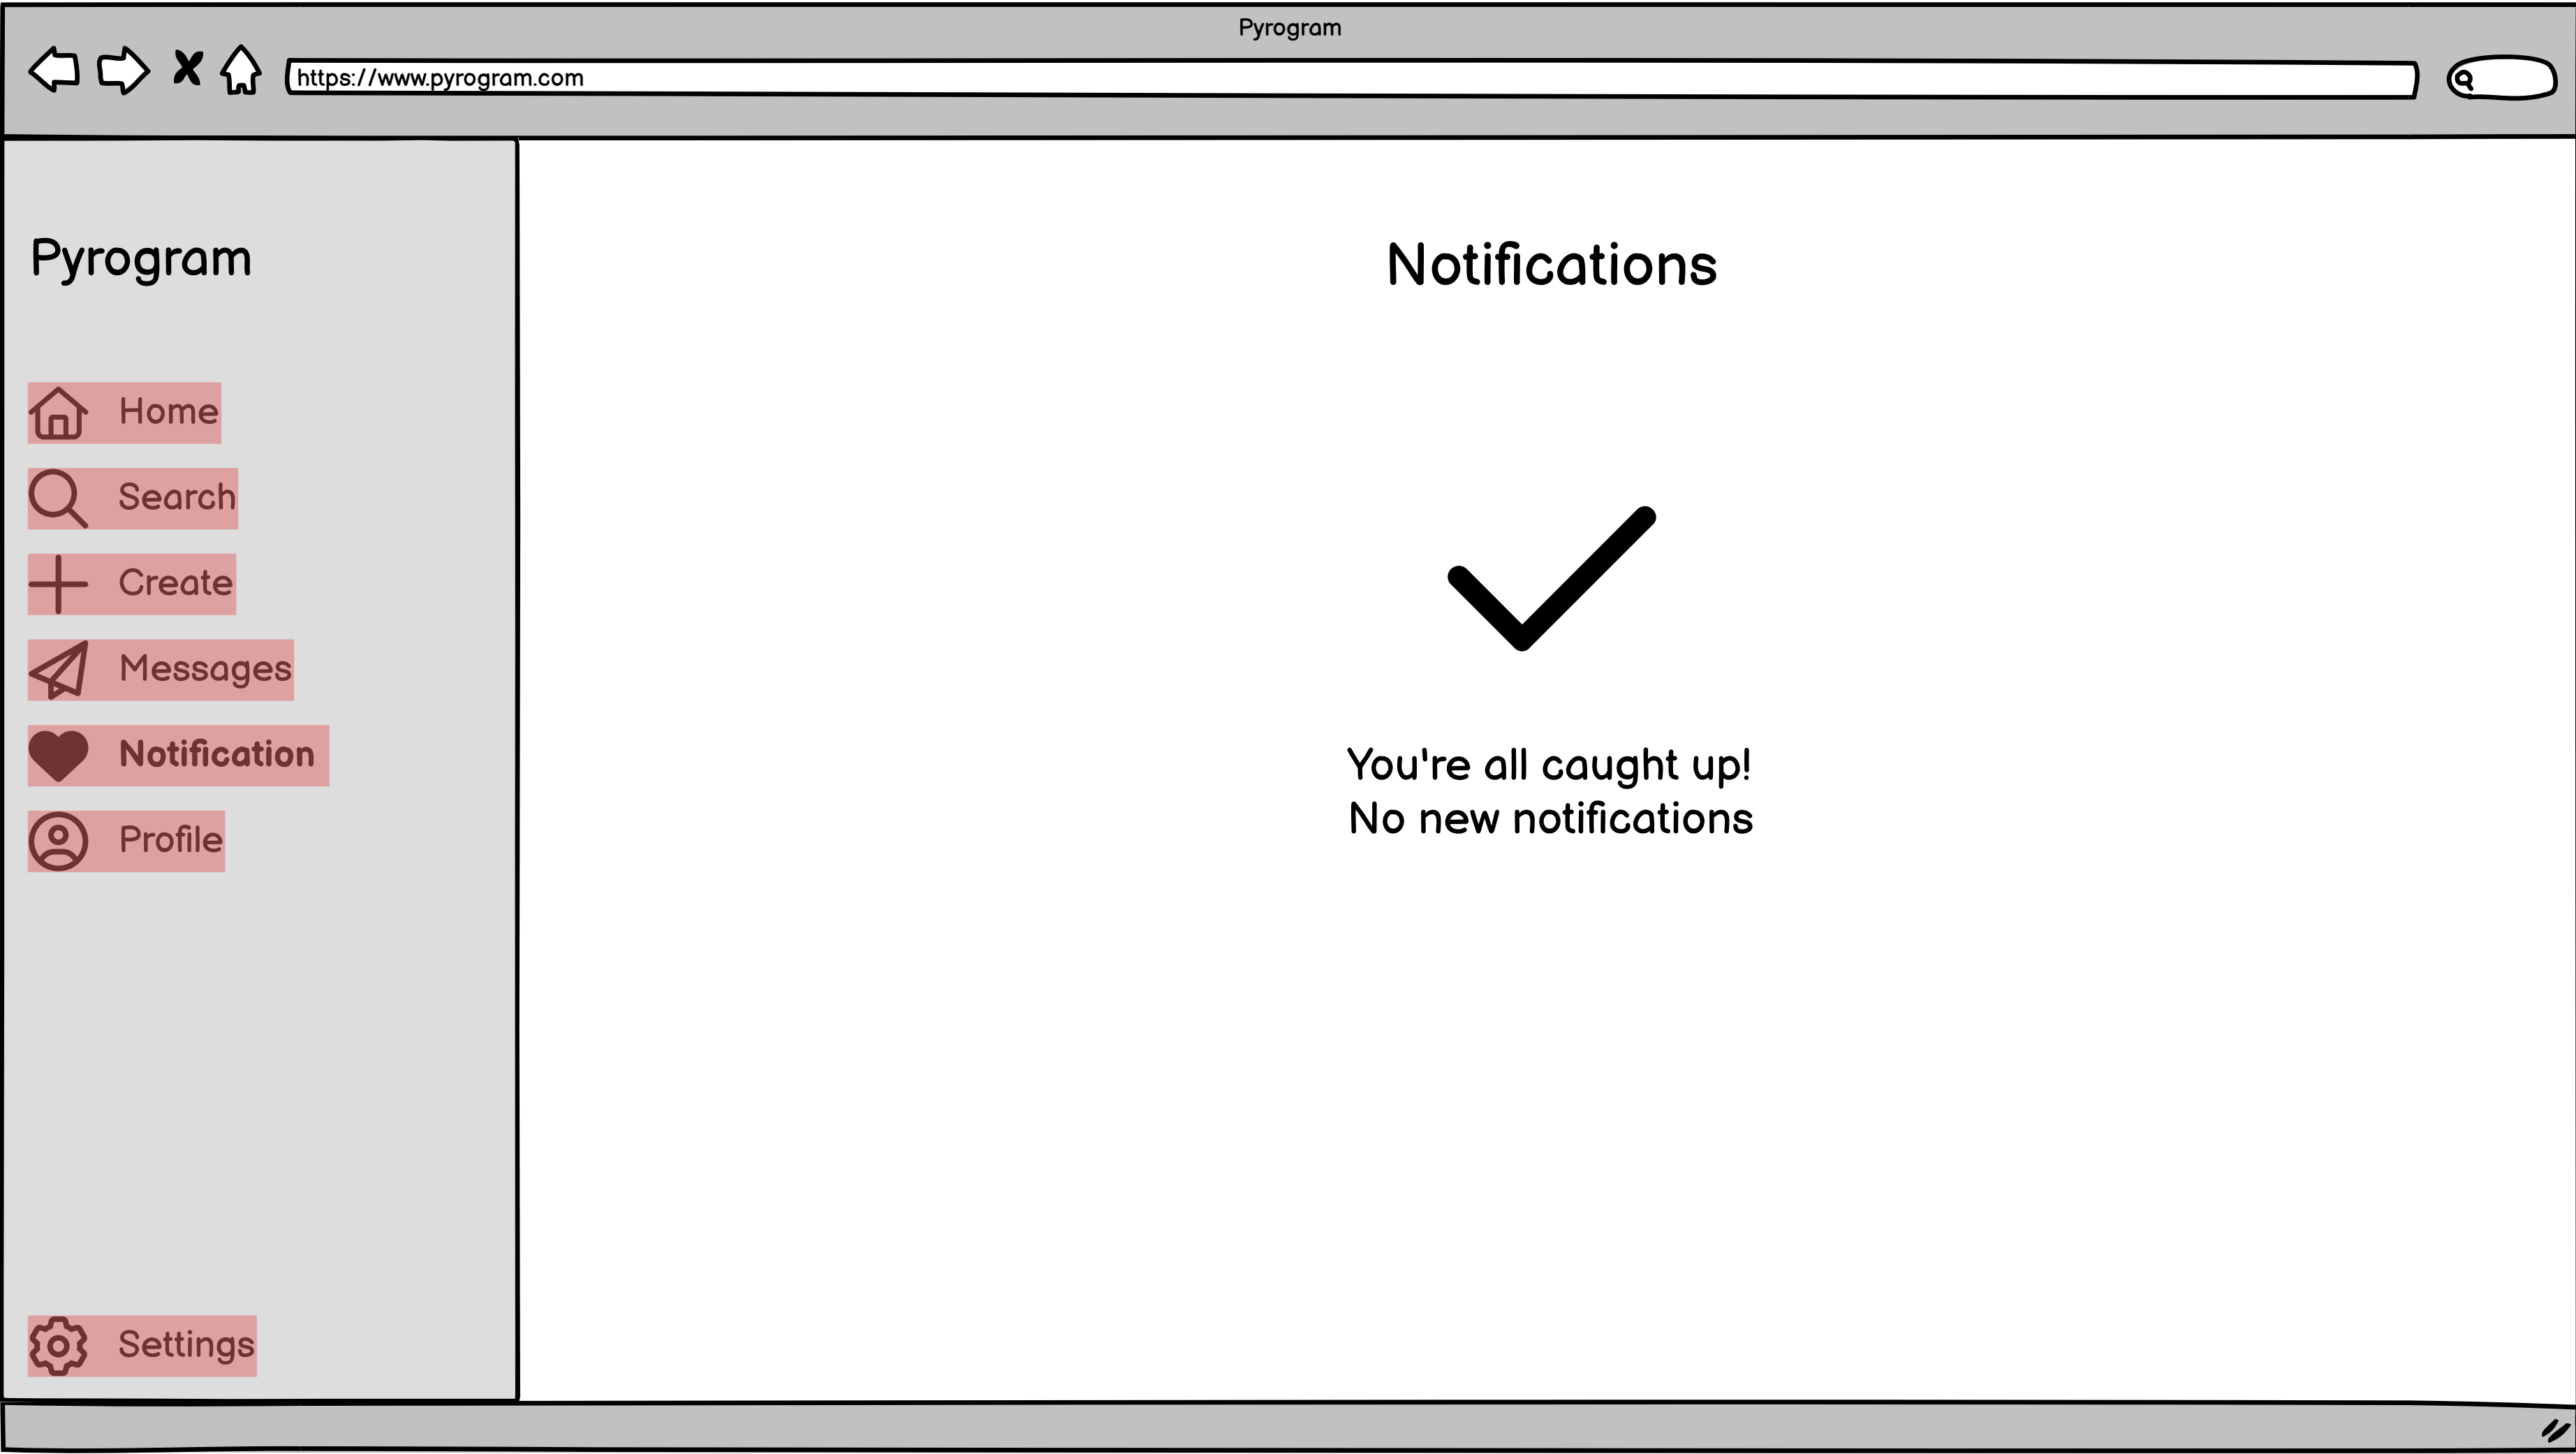 Pyrogram
https://www.pyrogram.com
Pyrogram
Home
Search
Create
Messages
Notification
Profile
Settings
Notifications
You're all caught up!
No new notifications